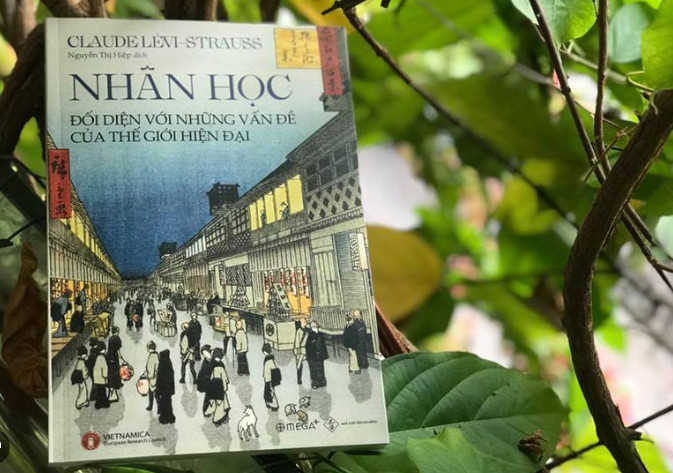 CLAUDE LÉVI-STRAUSS
Nguyễn Thị Hiệp dịch
NHÂN HỌC
ĐỐI DIỆN VỚI NHỮNG VẤN ĐỀ
CỦA THẾ GIỚI HIỆN ĐẠI
VIETNAMICA
European Research Council
OMEGA+